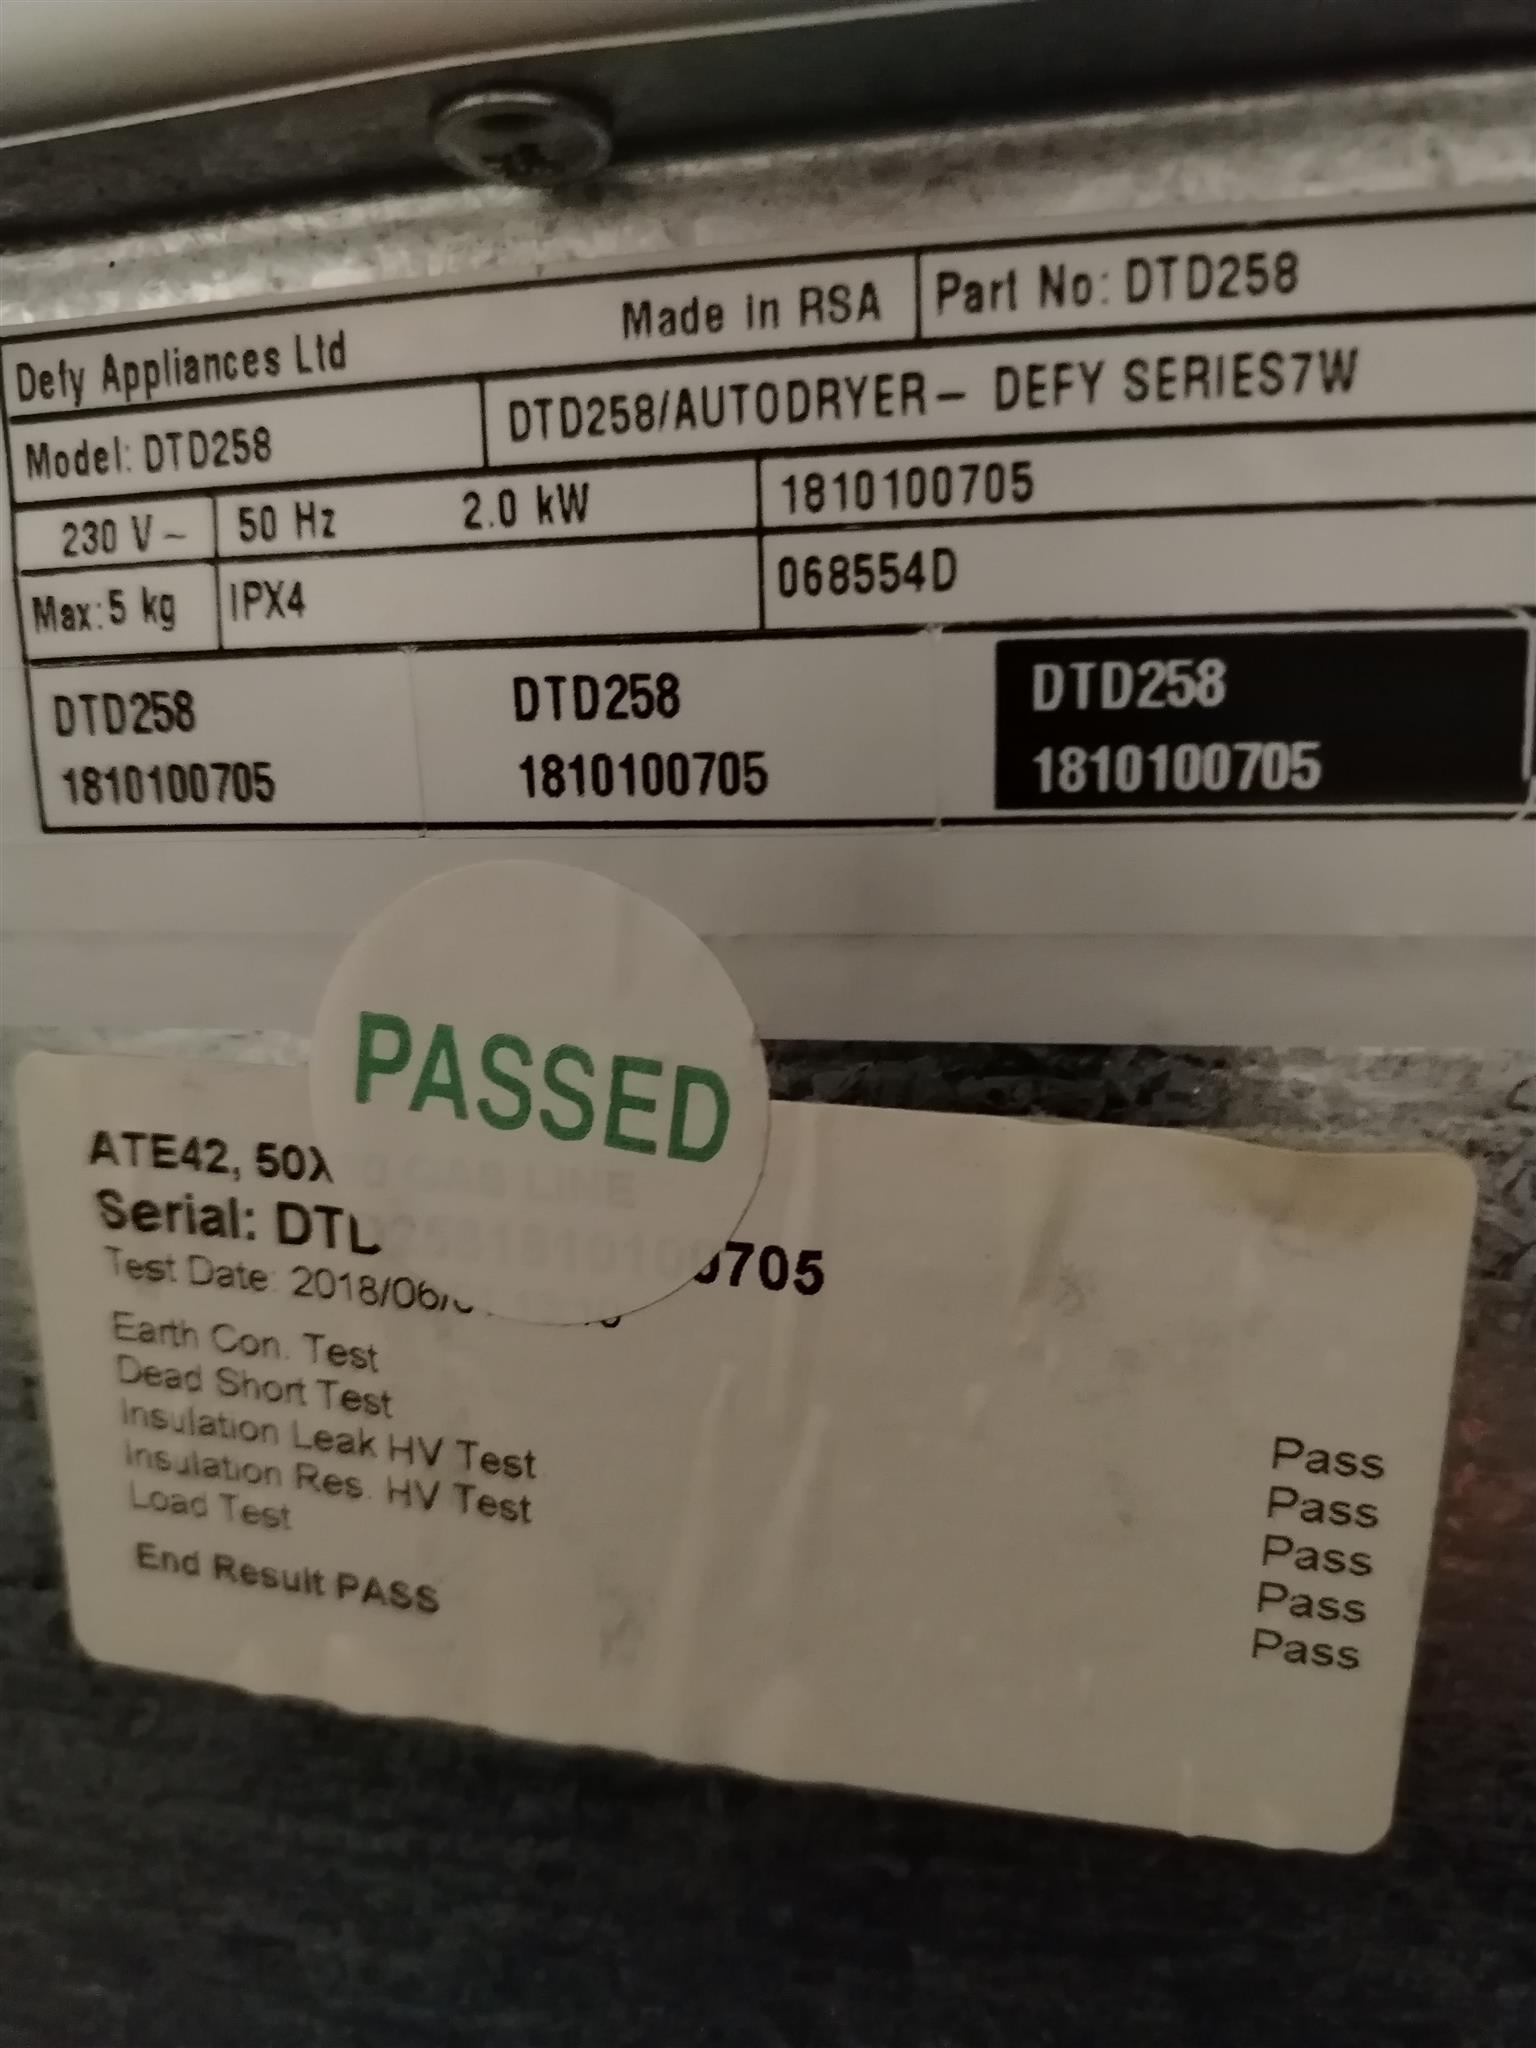 Defy Appliances Ltd Made in RSA Part No: DTD258
Model: DTD258 DTD258/AUTODRYER- DEFY SERIES7W
230 V~ 50 Hz 2.0 kW 1810100705
Max:5 kg IPX4 068554D
DTD258 DTD258 DTD258
1810100705 1810100705 1810100705
PASSED
ATE42, GAS LINE
Serial: 0705
Test Date: 2018/06/
Earth Con. Test Pass
Dead Short Test Pass
Insulation Leak HV Test Pass
Insulation Res. HV Test Pass
Load Test Pass
End Result PASS